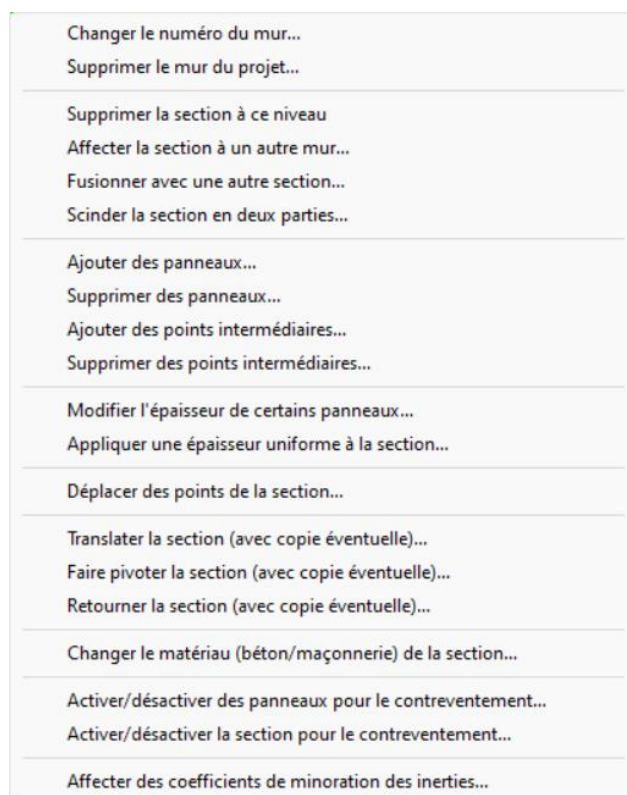 Changer le numéro du mur...
Supprimer le mur du projet...
Supprimer la section à ce niveau
Affecter la section à un autre mur...
Fusionner avec une autre section...
Scinder la section en deux parties...
Ajouter des panneaux...
Supprimer des panneaux...
Ajouter des points intermédiaires...
Supprimer des points intermédiaires...
Modifier l'épaisseur de certains panneaux...
Appliquer une épaisseur uniforme à la section...
Déplacer des points de la section...
Translater la section (avec copie éventuelle)...
Faire pivoter la section (avec copie éventuelle)...
Retourner la section (avec copie éventuelle)...
Changer le matériau (béton/maçonnerie) de la section...
Activer/désactiver des panneaux pour le contreventement...
Activer/désactiver la section pour le contreventement...
Affecter des coefficients de minoration des inerties...